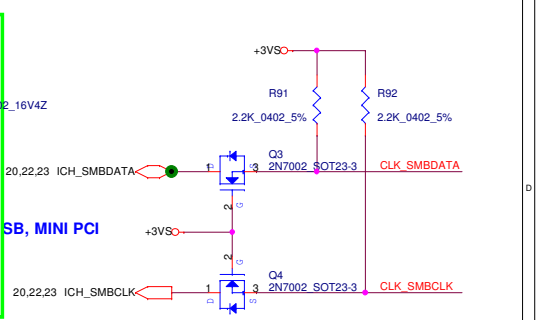 +3VS
R91
R92
02_16V4Z
2.2K_0402_5%
2.2K_0402_5%
Q3
20,22,23 ICH_SMBDATA
1
D
S
3
2N7002_SOT23-3
CLK_SMBDATA
D
2
G
SB, MINI PCI
+3VS
2
G
Q4
20,22,23 ICH_SMBCLK
1
D
S
3
2N7002_SOT23-3
CLK_SMBCLK